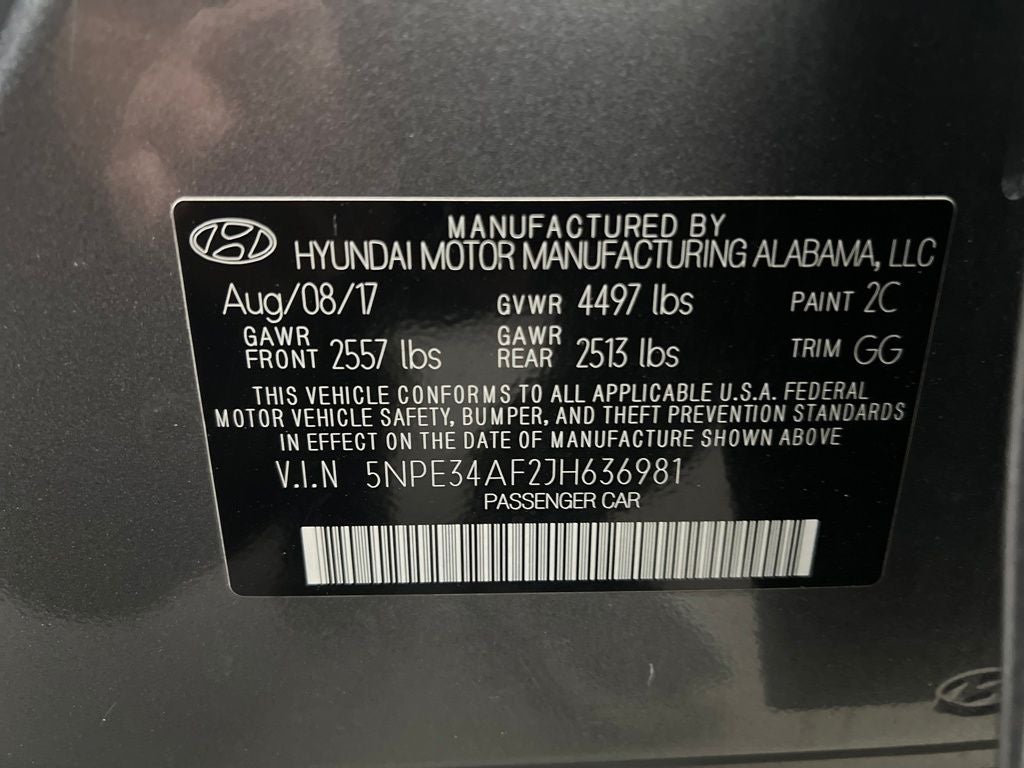 MANUFACTURED BY
HYUNDAI MOTOR MANUFACTURING ALABAMA, LLC
Aug/08/17 GVWR 4497 lbs PAINT 2C
GAWR FRONT 2557 lbs GAWR REAR 2513 lbs TRIM GG
THIS VEHICLE CONFORMS TO ALL APPLICABLE U.S.A. FEDERAL
MOTOR VEHICLE SAFETY, BUMPER, AND THEFT PREVENTION STANDARDS
IN EFFECT ON THE DATE OF MANUFACTURE SHOWN ABOVE
V.I.N 5NPE34AF2JH636981
PASSENGER CAR